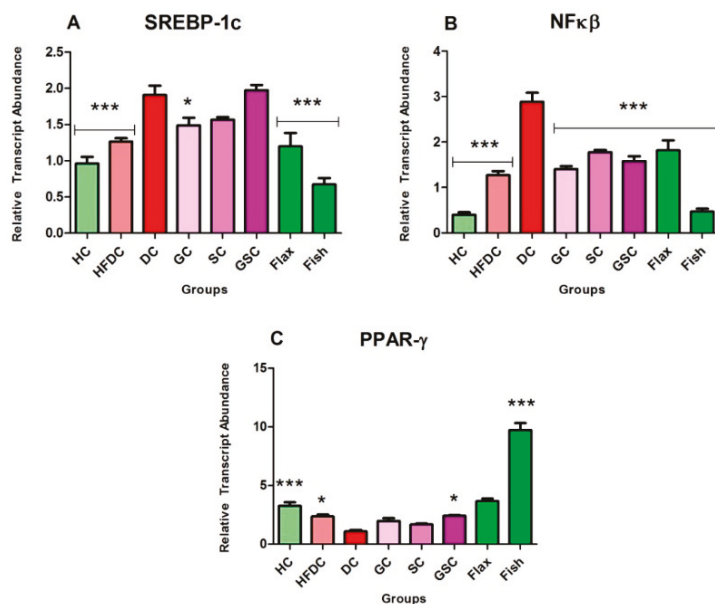 A SREBP-1c
Relative Transcript Abundance
2.5
2.0
1.5
1.0
0.5
0.0
***
*
***
HC HFDC DC GC SC GSC Flax Fish
Groups
B NFκβ
Relative Transcript Abundance
4
3
2
1
0
***
***
HC HFDC DC GC SC GSC Flax Fish
Groups
C PPAR-γ
Relative Transcript Abundance
15
10
5
0
***
*
*
***
HC HFDC DC GC SC GSC Flax Fish
Groups